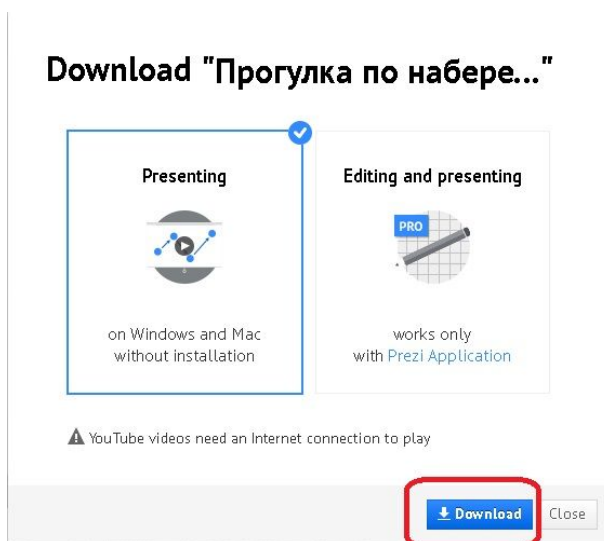 Download "Прогулка по набере..."
Presenting
Editing and presenting
PRO
on Windows and Mac
without installation
works only
with Prezi Application
YouTube videos need an Internet connection to play
Download
Close